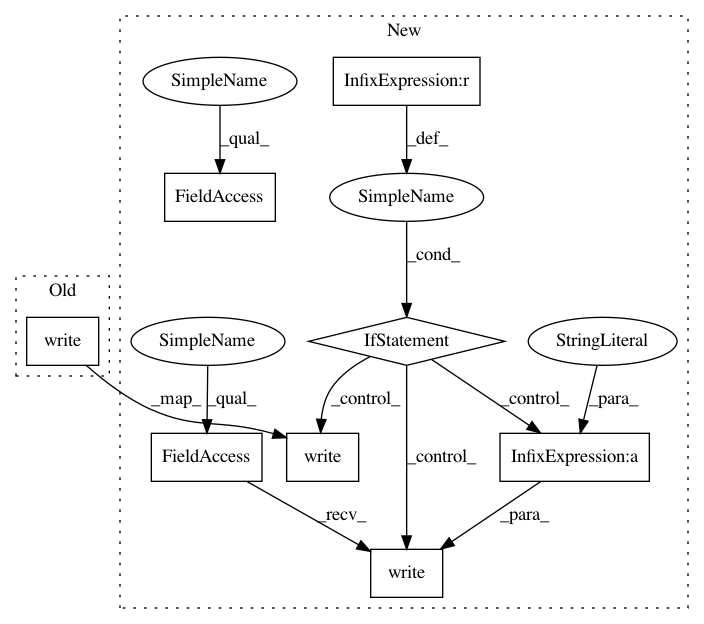 New
SimpleName
InfixExpression:r
_qual_
_def_
FieldAccess
SimpleName
_cond_
Old
write
SimpleName
IfStatement
StringLiteral
_map_
_qual_
_control_
_control_
_para_
_control_
FieldAccess
write
InfixExpression:a
_recv_
_para_
write